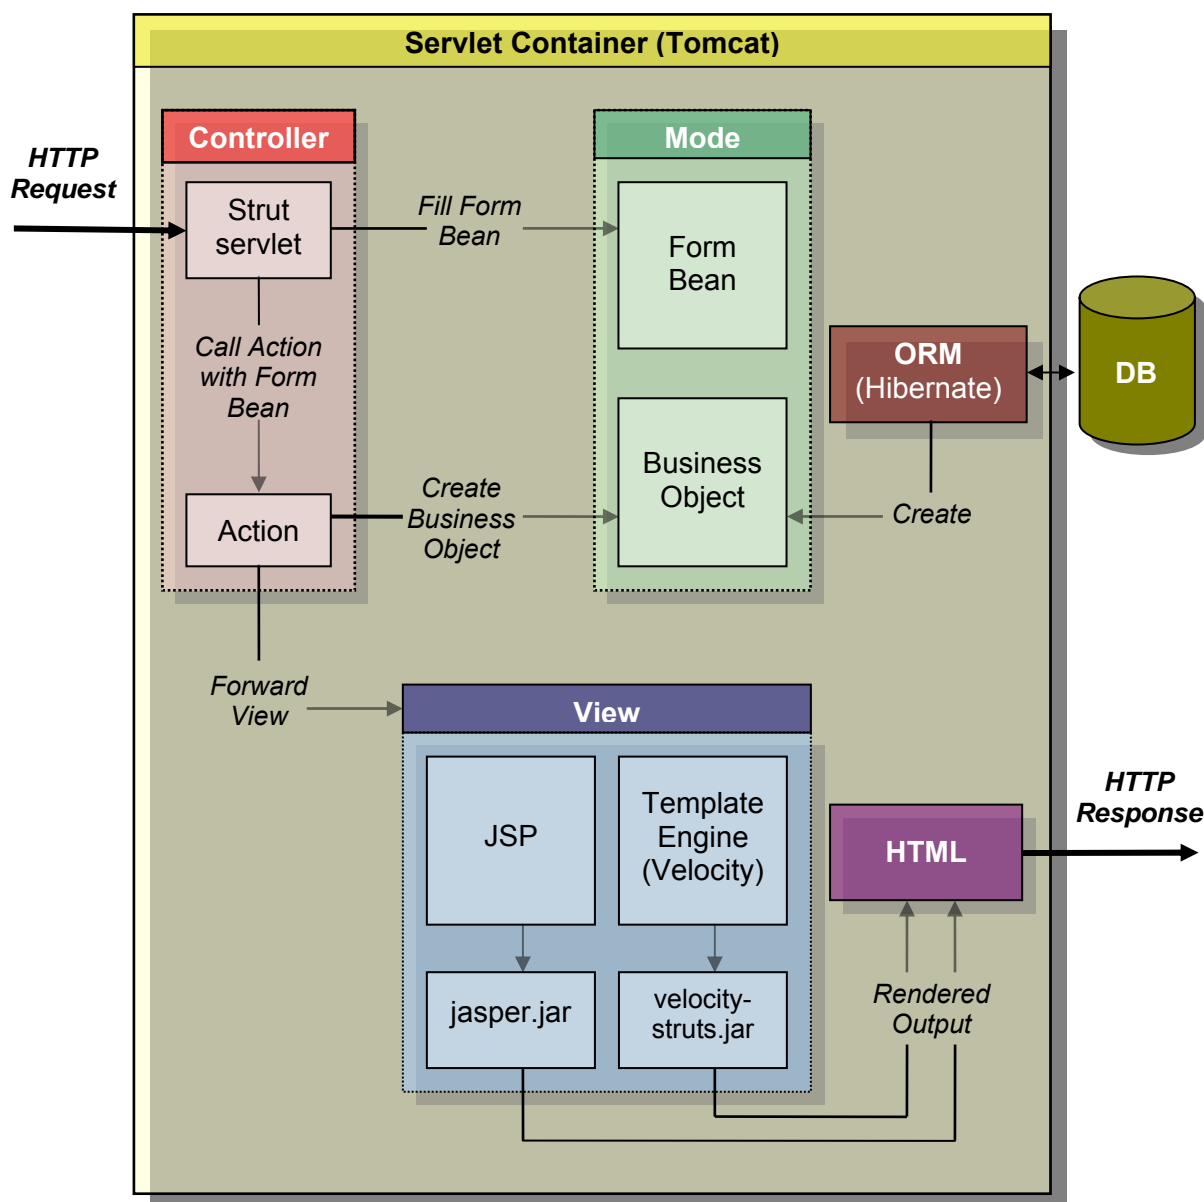 Servlet Container (Tomcat)
Controller
Mode
HTTP
Request
Strut
servlet
Fill Form
Bean
Form
Bean
Call Action
with Form
Bean
ORM
(Hibernate)
DB
Action
Create
Business
Object
Business
Object
Create
Forward
View
View
JSP
Template
Engine
(Velocity)
HTML
HTTP
Response
jasper.jar
velocity-
struts.jar
Rendered
Output